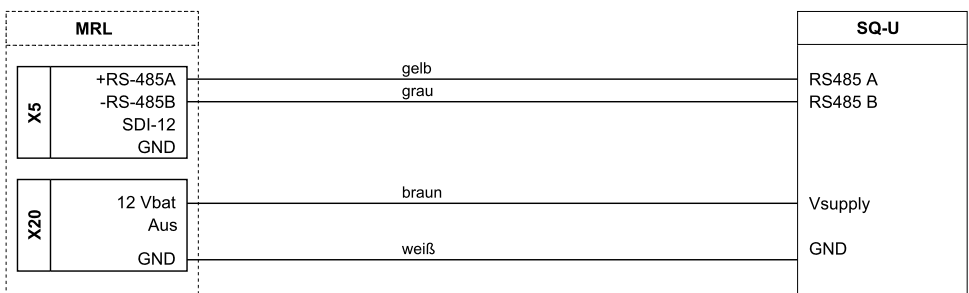 MRL
SQ-U
X5
+RS-485A
gelb
RS485 A
-RS-485B
grau
RS485 B
SDI-12
GND
X20
12 Vbat
braun
Vsupply
Aus
GND
weiß
GND